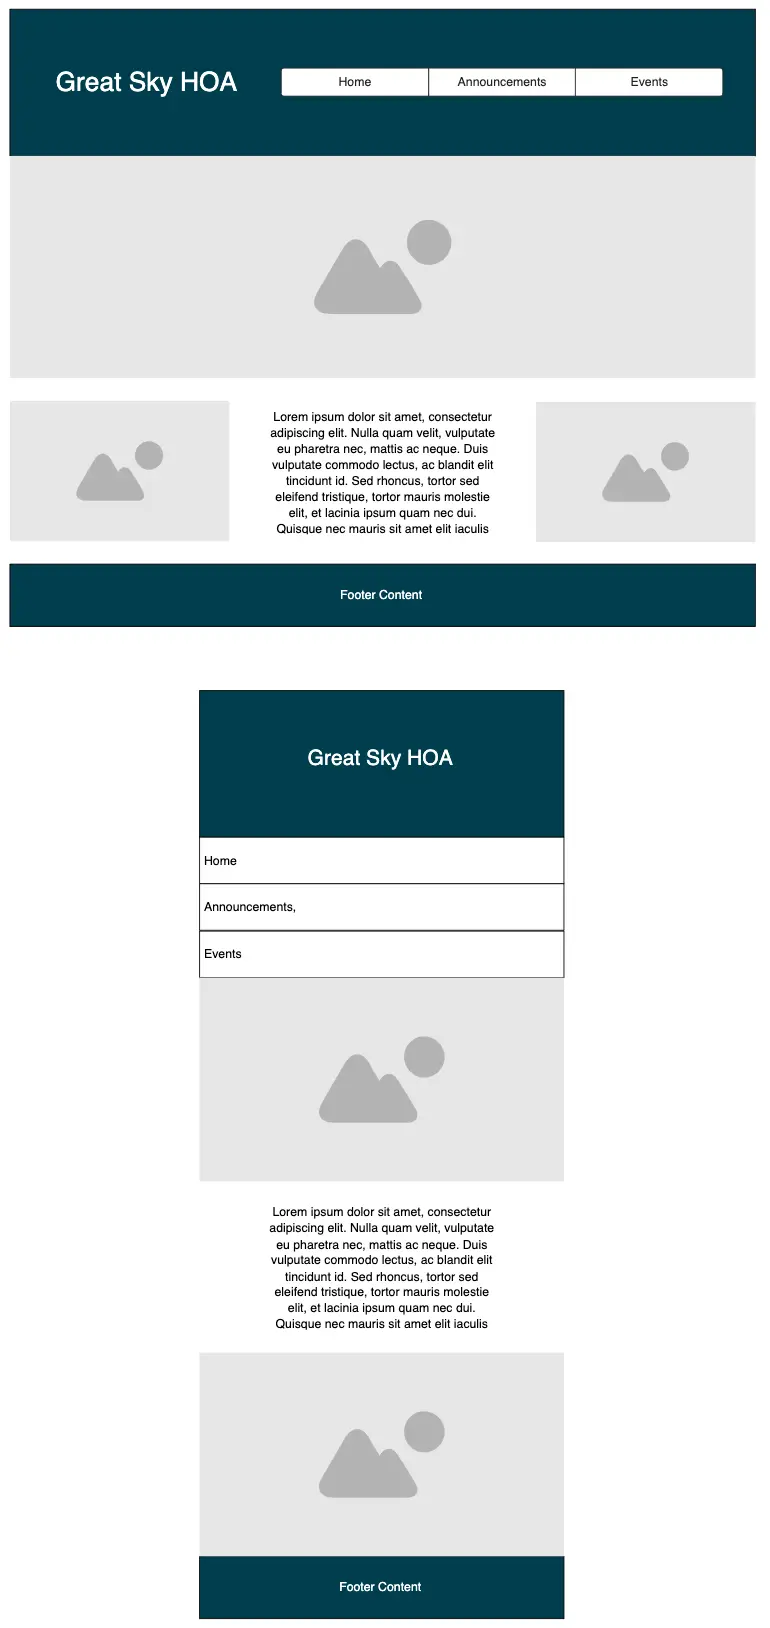 Great Sky HOA
Home
Announcements
Events
Lorem ipsum dolor sit amet, consectetur
adipiscing elit. Nulla quam velit, vulputate
eu pharetra nec, mattis ac neque. Duis
vulputate commodo lectus, ac blandit elit
tincidunt id. Sed rhoncus, tortor sed
eleifend tristique, tortor mauris molestie
elit, et lacinia ipsum quam nec dui.
Quisque nec mauris sit amet elit iaculis
Footer Content
Great Sky HOA
Home
Announcements,
Events
Lorem ipsum dolor sit amet, consectetur
adipiscing elit. Nulla quam velit, vulputate
eu pharetra nec, mattis ac neque. Duis
vulputate commodo lectus, ac blandit elit
tincidunt id. Sed rhoncus, tortor sed
eleifend tristique, tortor mauris molestie
elit, et lacinia ipsum quam nec dui.
Quisque nec mauris sit amet elit iaculis
Footer Content